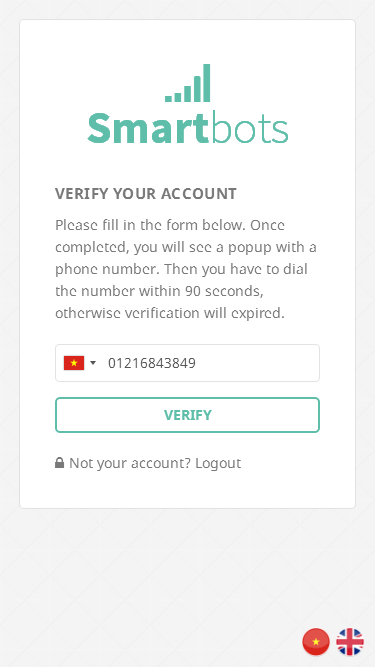 Smartbots
VERIFY YOUR ACCOUNT
Please fill in the form below. Once
completed, you will see a popup with a
phone number. Then you have to dial
the number within 90 seconds,
otherwise verification will expired.
01216843849
VERIFY
Not your account? Logout